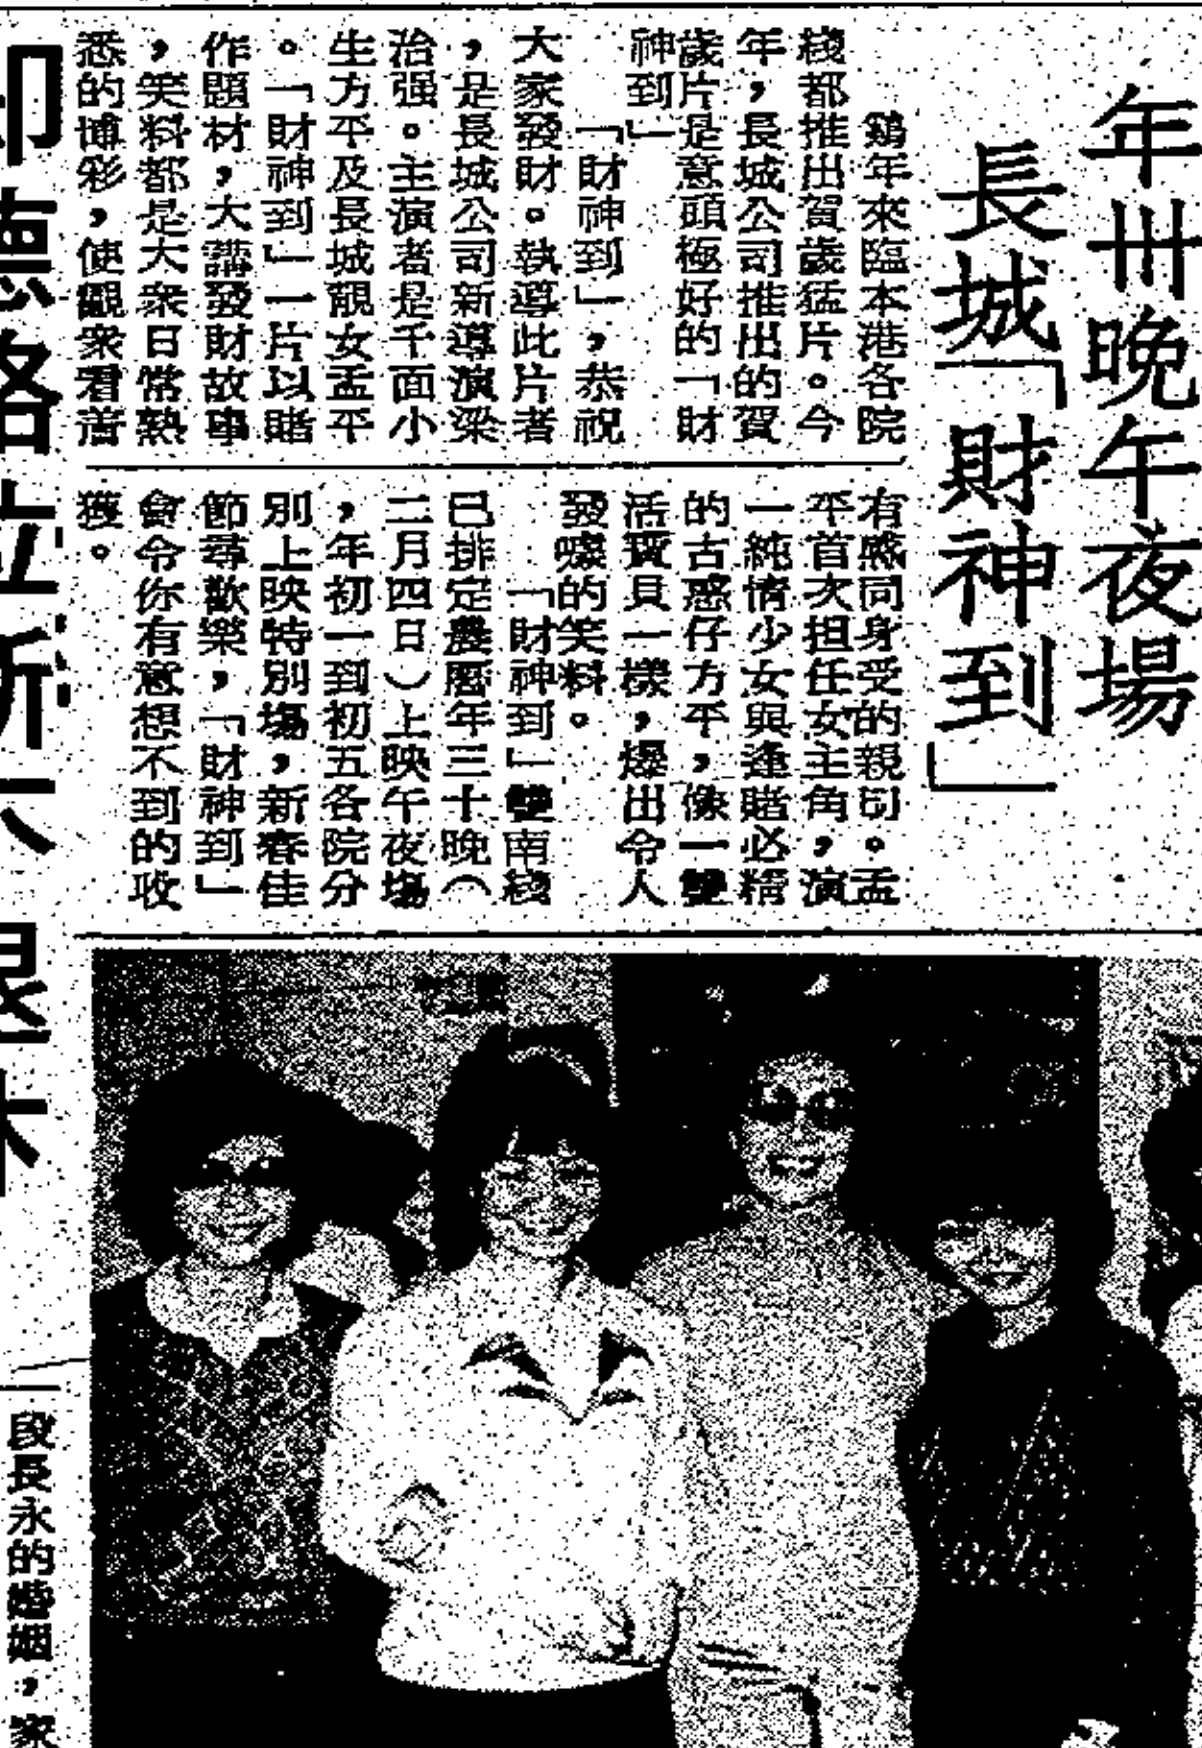 年卅晚午夜場
長城「財神到」
鷄年來臨本港各院
綫都推出賀歲猛片。今
年，長城公司推出的賀
歲片是意頭極好的「財
神到」
「財神到」，恭祝
大家發財。執導此片者
，是長城公司新導演梁
治强。主演者是千面小
生方平及長城靚女孟平
。「財神到」一片以賭
作題材，大講發財故事
，笑料都是大衆日常熟
悉的博彩，使觀衆看着
有感同身受的親切。孟
平首次担任女主角，演
一純情少女與逢賭必精
的古惑仔方平，像一雙
活寳貝一樣，爆出令人
發噱的笑料。
「財神到」雙南綫
已排定農曆年三十晚（
二月四日）上映午夜場
，年初一到初五各院分
別上映特別場，新春佳
節尋歡樂，「財神到」
會令你有意想不到的收
獲。
段長永的婚姻，家